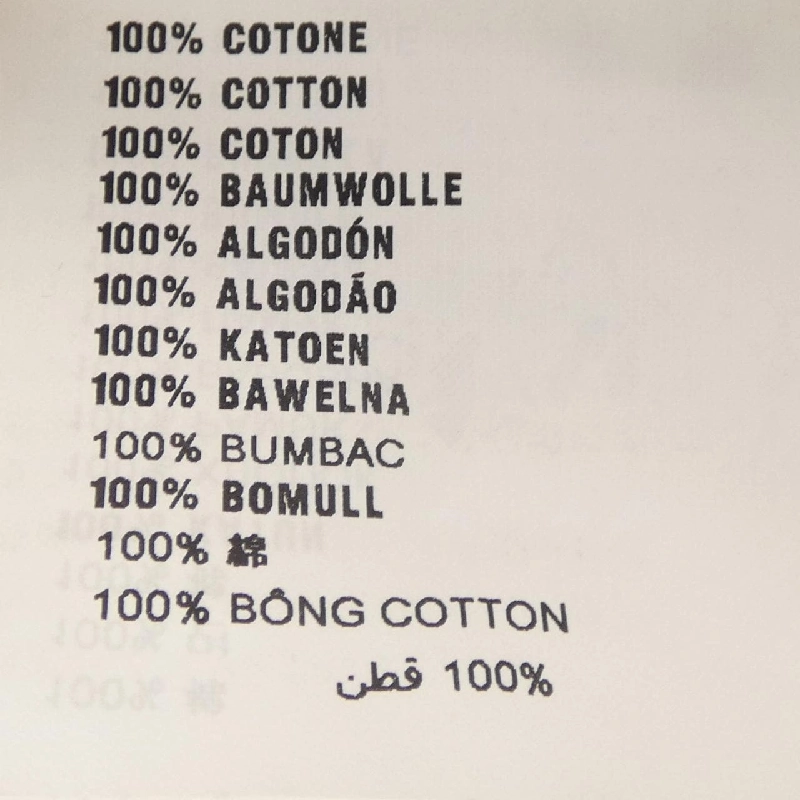 100% COTONE
100% COTTON
100% COTON
100% BAUMWOLLE
100% ALGODÓN
100% ALGODÃO
100% KATOEN
100% BAWELNA
100% BUMBAC
100% BOMULL
100% 綿
100% BÔNG COTTON
100% قطن